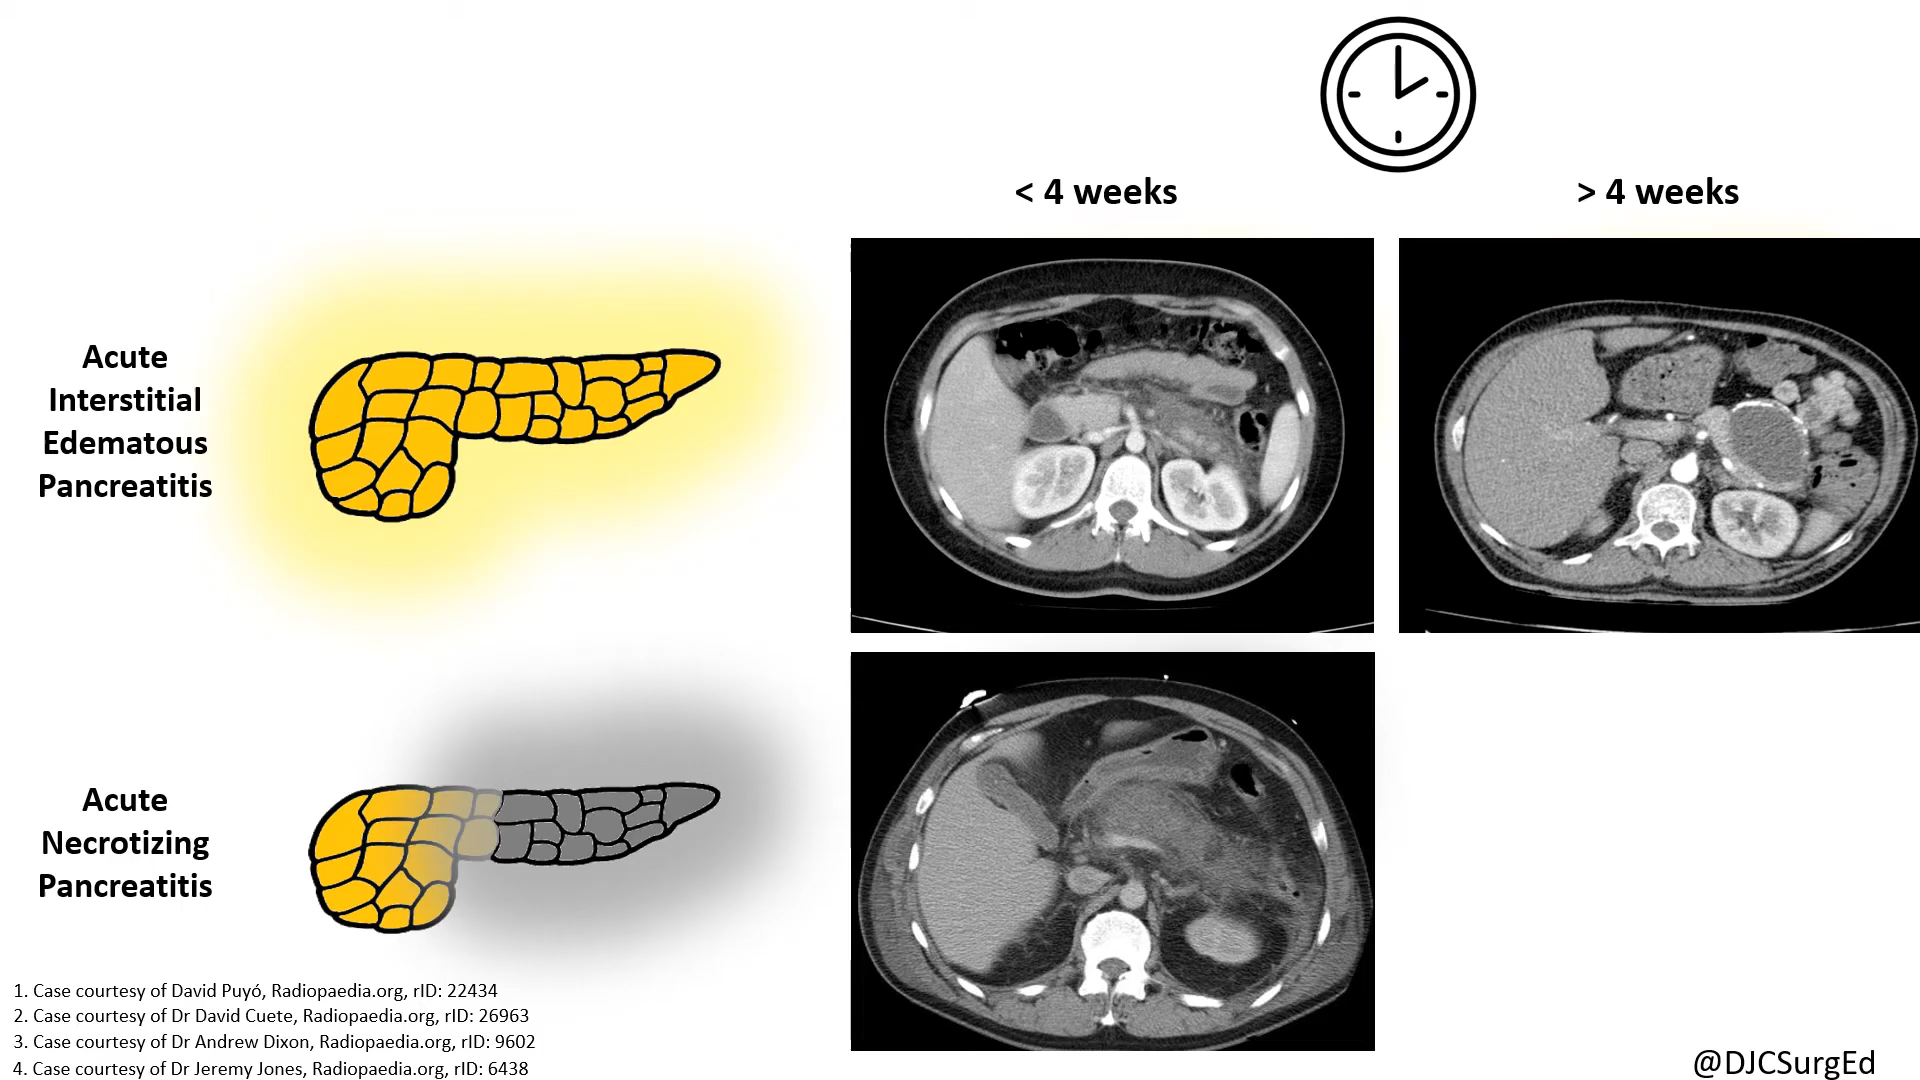 < 4 weeks
> 4 weeks
Acute
Interstitial
Edematous
Pancreatitis
Acute
Necrotizing
Pancreatitis
1. Case courtesy of David Puyó, Radiopaedia.org, rID: 22434
2. Case courtesy of Dr David Cuete, Radiopaedia.org, rID: 26963
3. Case courtesy of Dr Andrew Dixon, Radiopaedia.org, rID: 9602
4. Case courtesy of Dr Jeremy Jones, Radiopaedia.org, rID: 6438
@DJCSurgEd